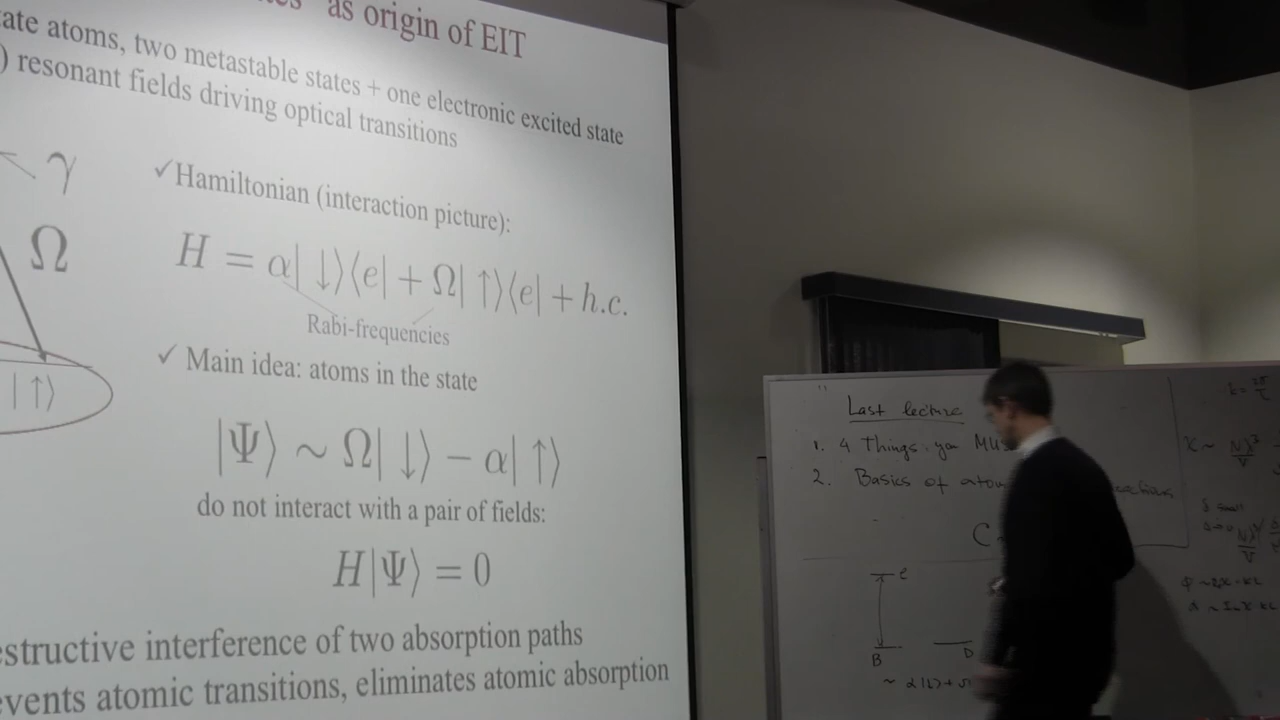 as origin of EIT
ate atoms, two metastable states + one electronic excited state
) resonant fields driving optical transitions
γ
✓Hamiltonian (interaction picture):
Ω
H = α| ↓⟩⟨e| + Ω| ↑⟩⟨e| + h.c.
Rabi-frequencies
✓ Main idea: atoms in the state
| ↑⟩
|Ψ⟩ ∼ Ω| ↓⟩ − α| ↑⟩
do not interact with a pair of fields:
H|Ψ⟩ = 0
estructive interference of two absorption paths
events atomic transitions, eliminates atomic absorption
Last lecture
1. 4 Things you MUS
2. Basics of atom
C
e
B
D